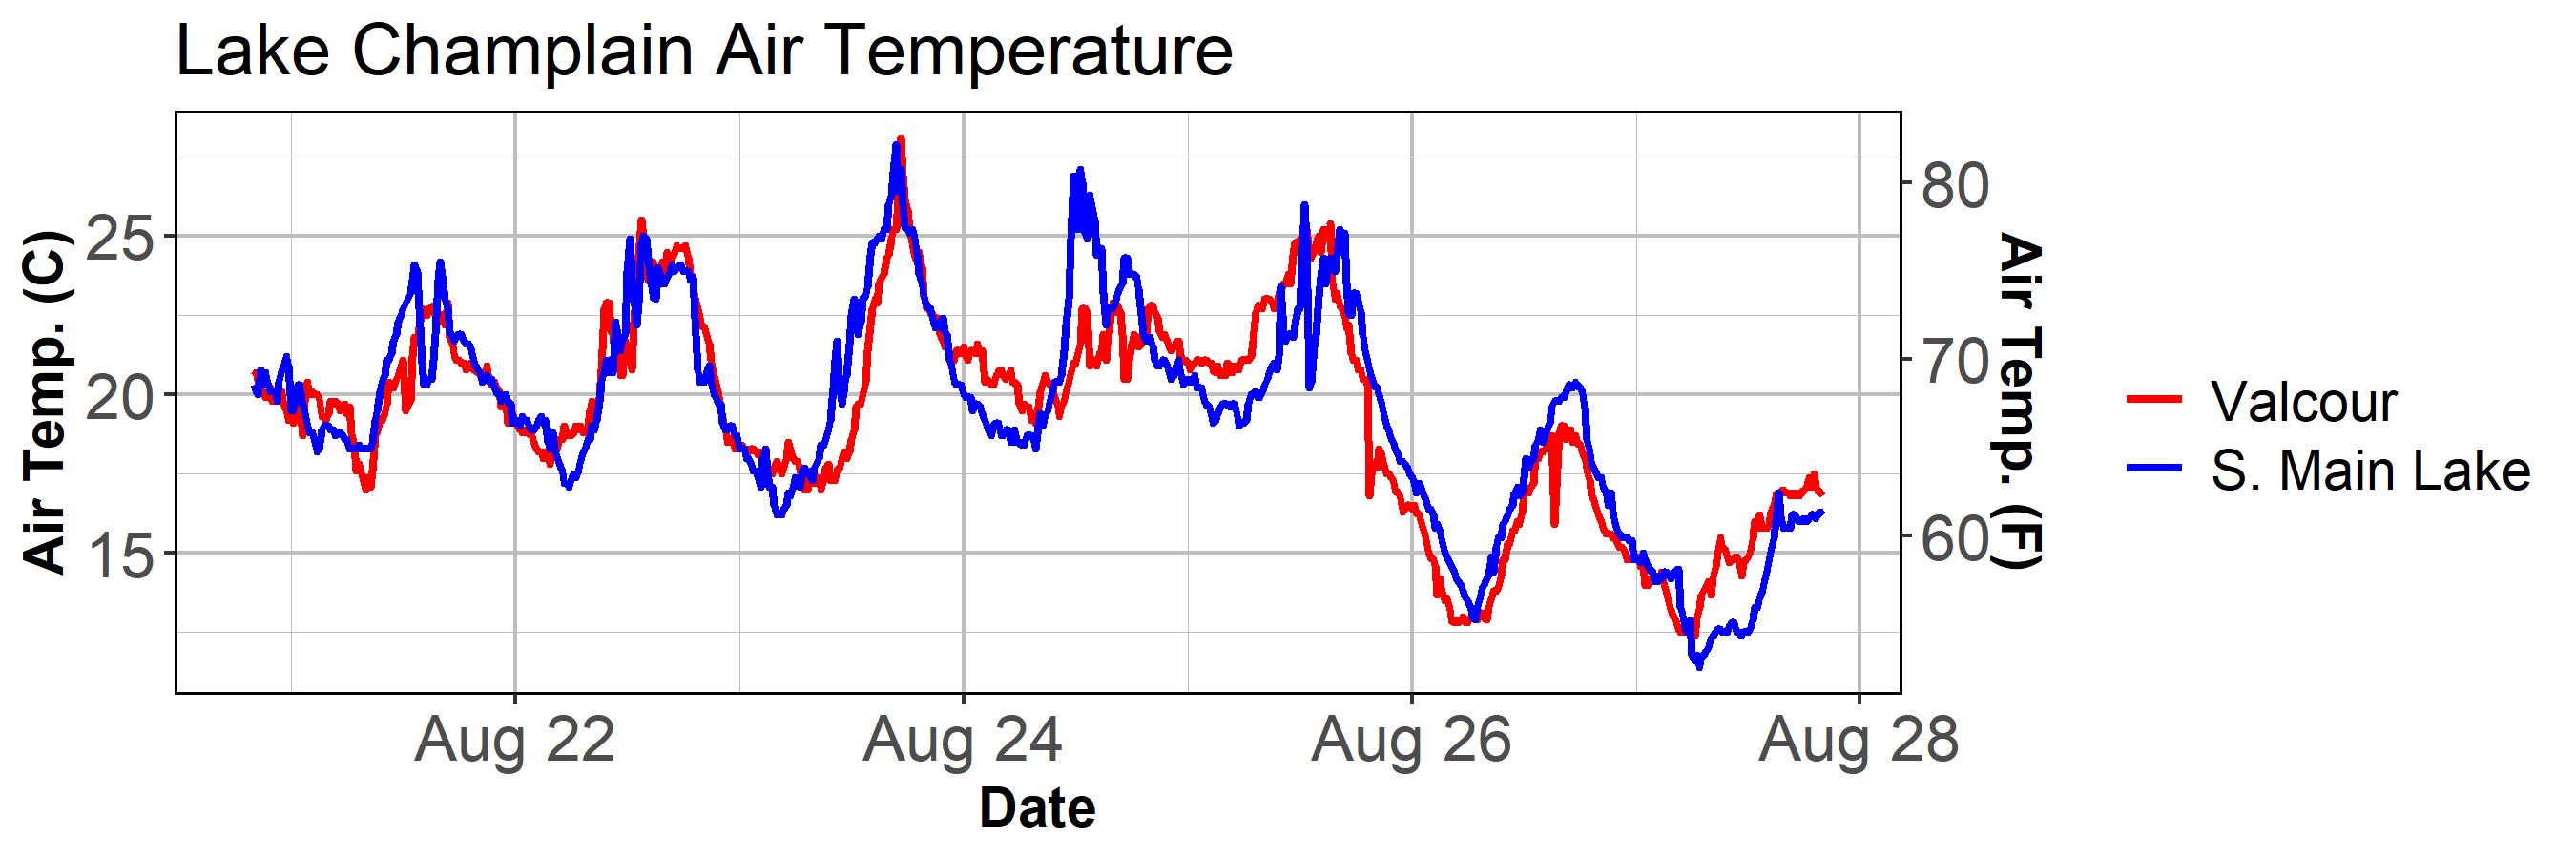 Lake Champlain Air Temperature
Air Temp. (C)
25
20
15
80
70
60
Air Temp. (F)
Aug 22
Aug 24
Aug 26
Aug 28
Date
Valcour
S. Main Lake